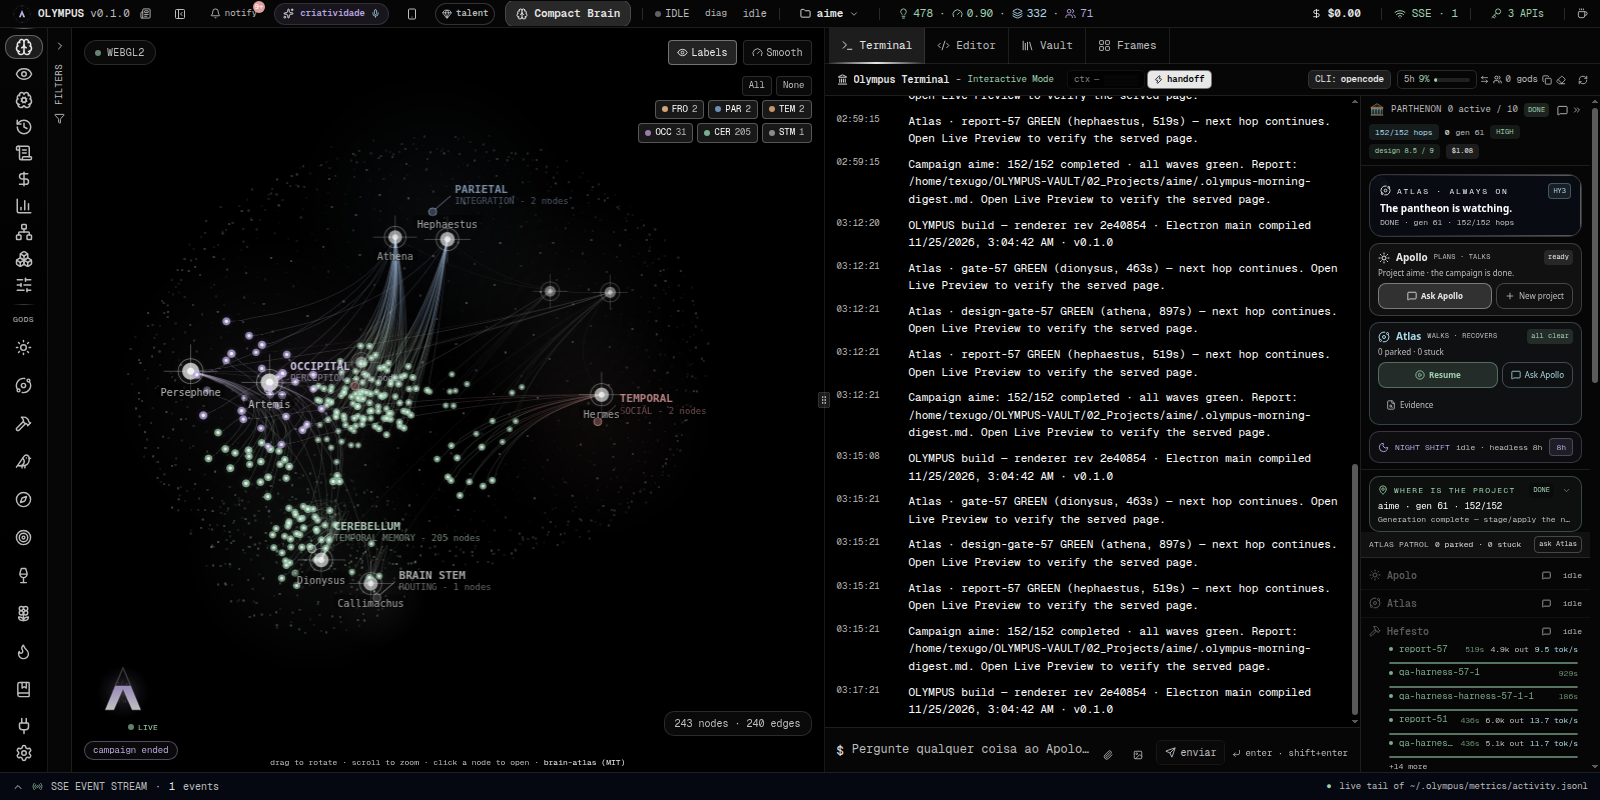 OLYMPUS v0.1.0
notify
9+
criatividade
talent
Compact Brain
IDLE
diag
idle
aime
478 · 0.90 · 332 · 71
$0.00
SSE · 1
3 APIs
WEBGL2
Labels
Smooth
All
None
FRO 2
PAR 2
TEM 2
OCC 31
CER 205
STM 1
FILTERS
GODS
PARIETAL
INTEGRATION · 2 nodes
Hephaestus
Athena
OCCIPITAL
Persephone
Artemis
TEMPORAL
SOCIAL · 2 nodes
Hermes
CEREBELLUM
TEMPORAL MEMORY · 205 nodes
Dionysus
BRAIN STEM
ROUTING · 1 nodes
Callimachus
LIVE
campaign ended
243 nodes · 240 edges
drag to rotate · scroll to zoom · click a node to open · brain-atlas (MIT)
Terminal
Editor
Vault
Frames
Olympus Terminal – Interactive Mode
ctx —
handoff
CLI: opencode
5h 9%
0 gods
Open Live Preview to verify the served page.
02:59:15
Atlas · report-57 GREEN (hephaestus, 519s) — next hop continues.
Open Live Preview to verify the served page.
02:59:15
Campaign aime: 152/152 completed · all waves green. Report:
/home/texugo/OLYMPUS-VAULT/02_Projects/aime/.olympus-morning-
digest.md. Open Live Preview to verify the served page.
03:12:20
OLYMPUS build — renderer rev 2e40854 · Electron main compiled
11/25/2026, 3:04:42 AM · v0.1.0
03:12:21
Atlas · gate-57 GREEN (dionysus, 463s) — next hop continues. Open
Live Preview to verify the served page.
03:12:21
Atlas · design-gate-57 GREEN (athena, 897s) — next hop continues.
Open Live Preview to verify the served page.
03:12:21
Atlas · report-57 GREEN (hephaestus, 519s) — next hop continues.
Open Live Preview to verify the served page.
03:12:21
Campaign aime: 152/152 completed · all waves green. Report:
/home/texugo/OLYMPUS-VAULT/02_Projects/aime/.olympus-morning-
digest.md. Open Live Preview to verify the served page.
03:15:08
OLYMPUS build — renderer rev 2e40854 · Electron main compiled
11/25/2026, 3:04:42 AM · v0.1.0
03:15:21
Atlas · gate-57 GREEN (dionysus, 463s) — next hop continues. Open
Live Preview to verify the served page.
03:15:21
Atlas · design-gate-57 GREEN (athena, 897s) — next hop continues.
Open Live Preview to verify the served page.
03:15:21
Atlas · report-57 GREEN (hephaestus, 519s) — next hop continues.
Open Live Preview to verify the served page.
03:15:21
Campaign aime: 152/152 completed · all waves green. Report:
/home/texugo/OLYMPUS-VAULT/02_Projects/aime/.olympus-morning-
digest.md. Open Live Preview to verify the served page.
03:17:21
OLYMPUS build — renderer rev 2e40854 · Electron main compiled
11/25/2026, 3:04:42 AM · v0.1.0
$ Pergunte qualquer coisa ao Apolo…
enviar
enter · shift+enter
PARTHENON 0 active / 10
DONE
152/152 hops
0 gen 61
HIGH
design 8.5 / 9
$1.08
ATLAS · ALWAYS ON
HY3
The pantheon is watching.
DONE · gen 61 · 152/152 hops
Apollo PLANS · TALKS
ready
Project aime · the campaign is done.
Ask Apollo
New project
Atlas WALKS · RECOVERS
all clear
0 parked · 0 stuck
Resume
Ask Apollo
Evidence
NIGHT SHIFT idle · headless 8h
8h
WHERE IS THE PROJECT
DONE
aime · gen 61 · 152/152
Generation complete — stage/apply the n…
ATLAS PATROL 0 parked · 0 stuck
ask Atlas
Apolo
idle
Atlas
idle
Hefesto
idle
report-57 519s 4.9k out 9.5 tok/s
qa-harness-57-1 929s
qa-harness-harness-57-1-1 186s
report-51 436s 6.0k out 13.7 tok/s
qa-harnes… 436s 5.1k out 11.7 tok/s
+14 more
SSE EVENT STREAM · 1 events
live tail of ~/.olympus/metrics/activity.jsonl